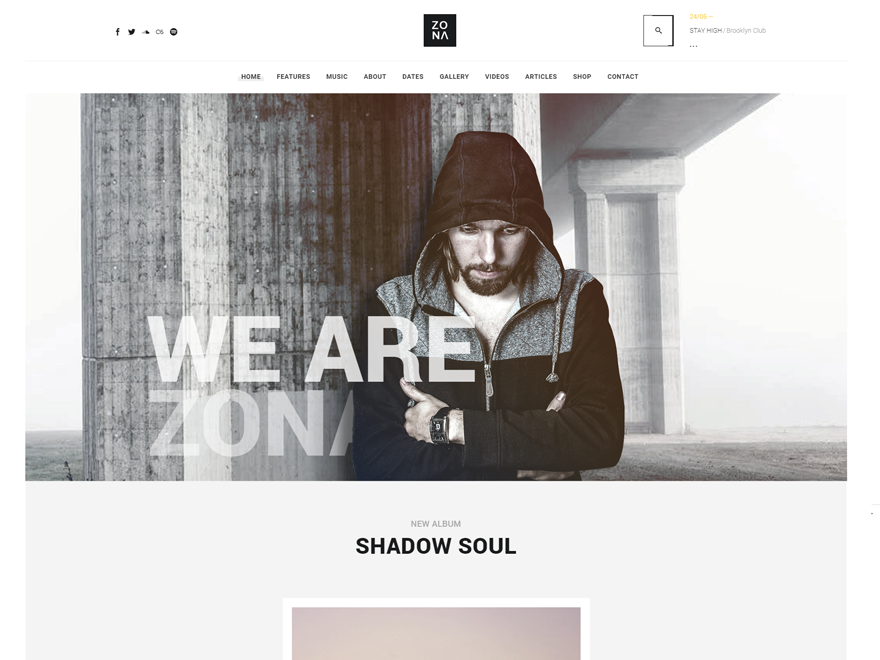 ZO
NA
24/05 —
STAY HIGH / Brooklyn Club
...
HOME FEATURES MUSIC ABOUT DATES GALLERY VIDEOS ARTICLES SHOP CONTACT
WE ARE
ZONA
NEW ALBUM
SHADOW SOUL